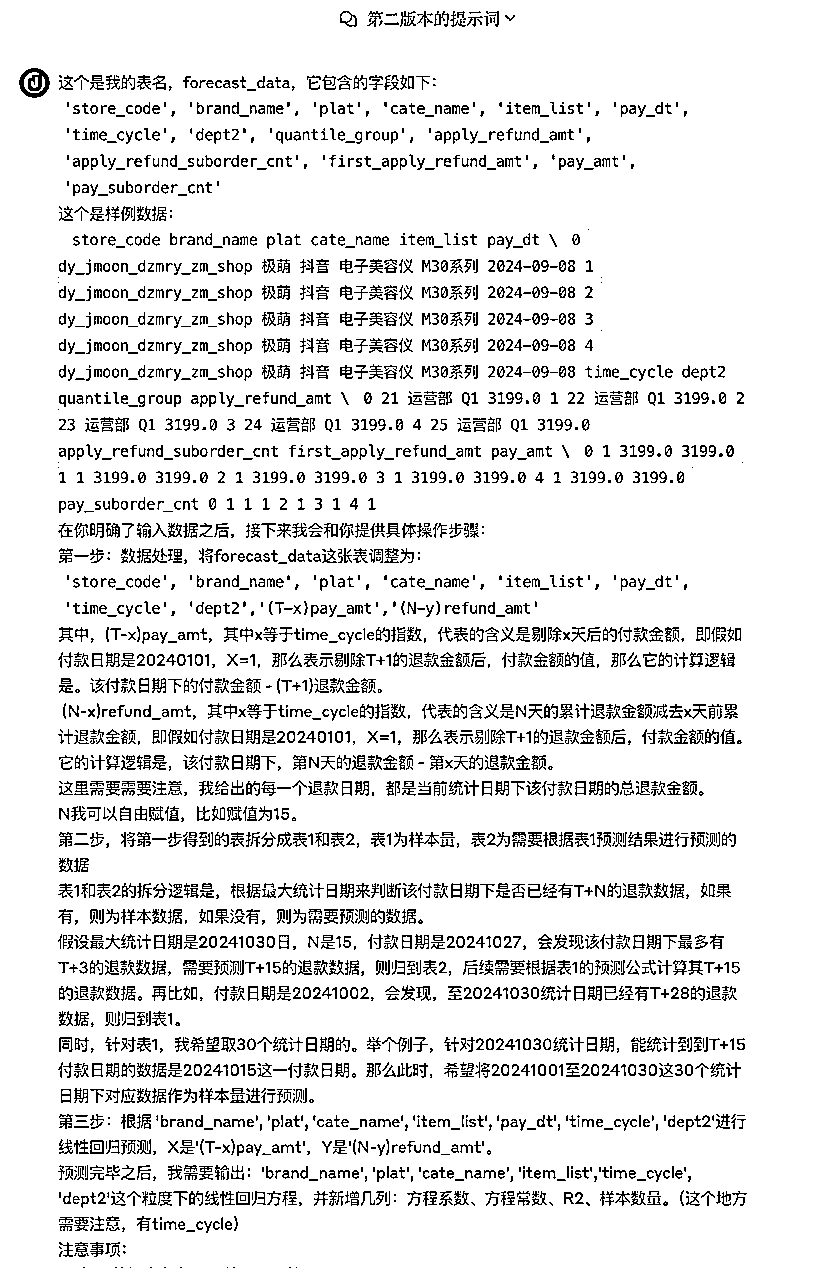 第二版本的提示词
这个是我的表名，forecast_data，它包含的字段如下：
'store_code', 'brand_name', 'plat', 'cate_name', 'item_list', 'pay_dt',
'time_cycle', 'dept2', 'quantile_group', 'apply_refund_amt',
'apply_refund_suborder_cnt', 'first_apply_refund_amt', 'pay_amt',
'pay_suborder_cnt'
这个是样例数据：
store_code brand_name plat cate_name item_list pay_dt \ 0
dy_jmoon_dzmry_zm_shop 极萌 抖音 电子美容仪 M30系列 2024-09-08 1
dy_jmoon_dzmry_zm_shop 极萌 抖音 电子美容仪 M30系列 2024-09-08 2
dy_jmoon_dzmry_zm_shop 极萌 抖音 电子美容仪 M30系列 2024-09-08 3
dy_jmoon_dzmry_zm_shop 极萌 抖音 电子美容仪 M30系列 2024-09-08 4
dy_jmoon_dzmry_zm_shop 极萌 抖音 电子美容仪 M30系列 2024-09-08 time_cycle dept2
quantile_group apply_refund_amt \ 0 21 运营部 Q1 3199.0 1 22 运营部 Q1 3199.0 2
23 运营部 Q1 3199.0 3 24 运营部 Q1 3199.0 4 25 运营部 Q1 3199.0
apply_refund_suborder_cnt first_apply_refund_amt pay_amt \ 0 1 3199.0 3199.0
1 1 3199.0 3199.0 2 1 3199.0 3199.0 3 1 3199.0 3199.0 4 1 3199.0 3199.0
pay_suborder_cnt 0 1 1 1 2 1 3 1 4 1
在你明确了输入数据之后，接下来我会和你提供具体操作步骤：
第一步：数据处理，将forecast_data这张表调整为：
'store_code', 'brand_name', 'plat', 'cate_name', 'item_list', 'pay_dt',
'time_cycle', 'dept2','(T-x)pay_amt','(N-y)refund_amt'
其中，(T-x)pay_amt，其中x等于time_cycle的指数，代表的含义是剔除x天后的付款金额，即假如
付款日期是20240101，X=1，那么表示剔除T+1的退款金额后，付款金额的值，那么它的计算逻辑
是。该付款日期下的付款金额 - (T+1)退款金额。
(N-x)refund_amt，其中x等于time_cycle的指数，代表的含义是N天的累计退款金额减去x天前累
计退款金额，即假如付款日期是20240101，X=1，那么表示剔除T+1的退款金额后，付款金额的值。
它的计算逻辑是，该付款日期下，第N天的退款金额 - 第x天的退款金额。
这里需要需要注意，我给出的每一个退款日期，都是当前统计日期下该付款日期的总退款金额。
N我可以自由赋值，比如赋值为15。
第二步，将第一步得到的表拆分成表1和表2，表1为样本量，表2为需要根据表1预测结果进行预测的
数据
表1和表2的拆分逻辑是，根据最大统计日期来判断该付款日期下是否已经有T+N的退款数据，如果
有，则为样本数据，如果没有，则为需要预测的数据。
假设最大统计日期是20241030日，N是15，付款日期是20241027，会发现该付款日期下最多有
T+3的退款数据，需要预测T+15的退款数据，则归到表2，后续需要根据表1的预测公式计算其T+15
的退款数据。再比如，付款日期是20241002，会发现，至20241030统计日期已经有T+28的退款
数据，则归到表1。
同时，针对表1，我希望取30个统计日期的。举个例子，针对20241030统计日期，能统计到到T+15
付款日期的数据是20241015这一付款日期。那么此时，希望将20241001至20241030这30个统计
日期下对应数据作为样本量进行预测。
第三步：根据 'brand_name', 'plat', 'cate_name', 'item_list', 'pay_dt', 'time_cycle', 'dept2'进行
线性回归预测，X是'(T-x)pay_amt'，Y是'(N-y)refund_amt'。
预测完毕之后，我需要输出：'brand_name', 'plat', 'cate_name', 'item_list','time_cycle',
'dept2'这个粒度下的线性回归方程，并新增几列：方程系数、方程常数、R2、样本数量。(这个地方
需要注意，有time_cycle)
注意事项：